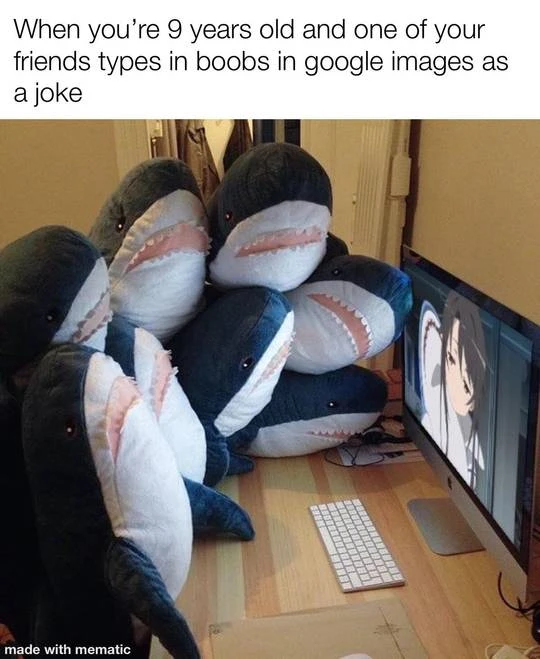 When you're 9 years old and one of your
friends types in boobs in google images as
a joke
made with mematic